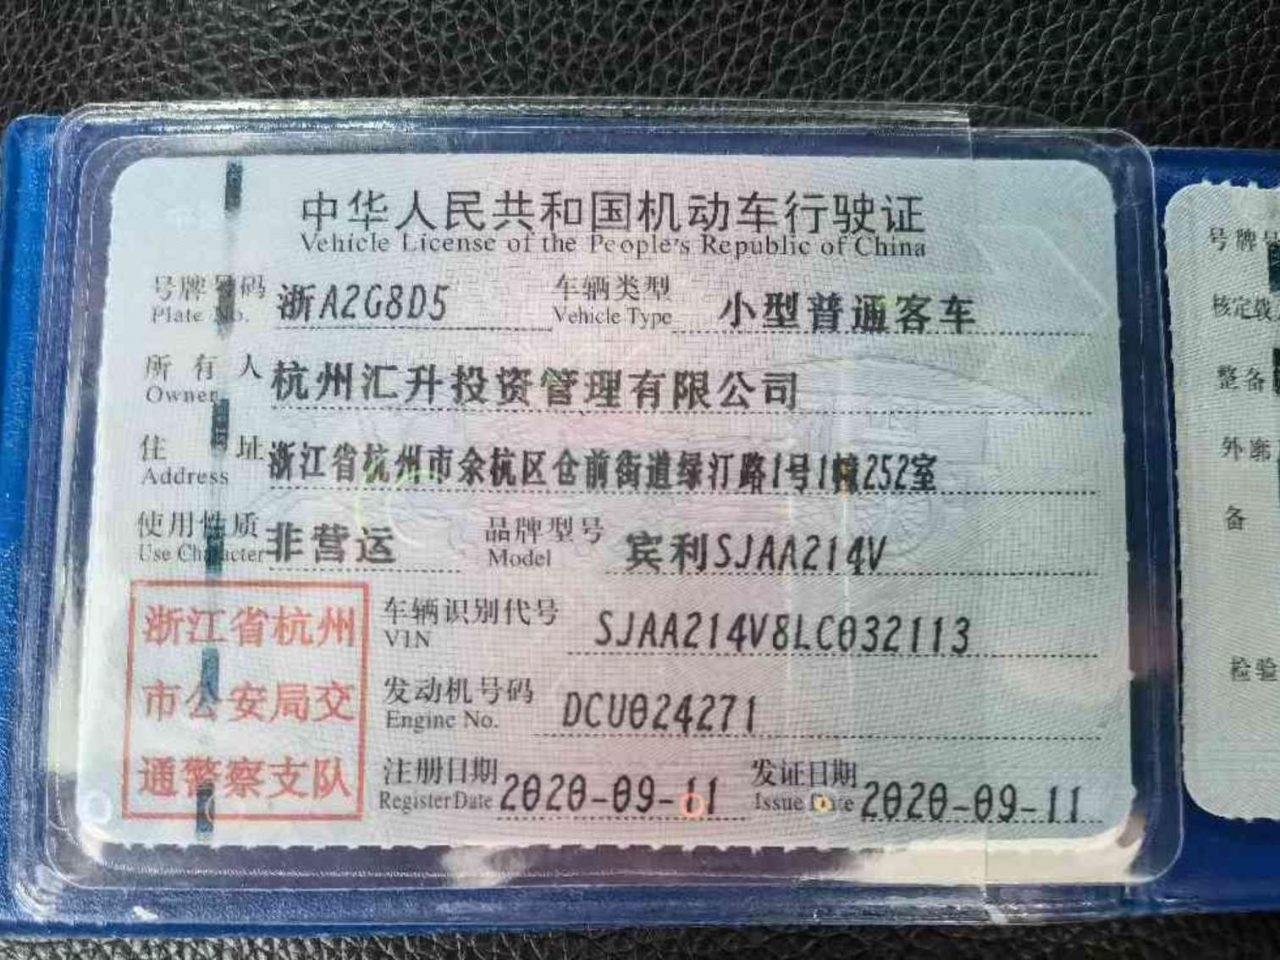 中华人民共和国机动车行驶证
Vehicle License of the People's Republic of China
号牌号码 浙A2G8D5 车辆类型 小型普通客车
Plate No. Vehicle Type
所有人 杭州汇升投资管理有限公司
Owner
住址 浙江省杭州市余杭区仓前街道绿汀路1号1幢252室
Address
使用性质 非营运 品牌型号 宾利SJAA214V
Use Character Model
浙江省杭州
市公安局交
通警察支队
车辆识别代号 SJAA214V8LC032113
VIN
发动机号码 DCU024271
Engine No.
注册日期 2020-09-11 发证日期 2020-09-11
Register Date Issue Date
号牌号
核定载
整备
外廓
备
检验